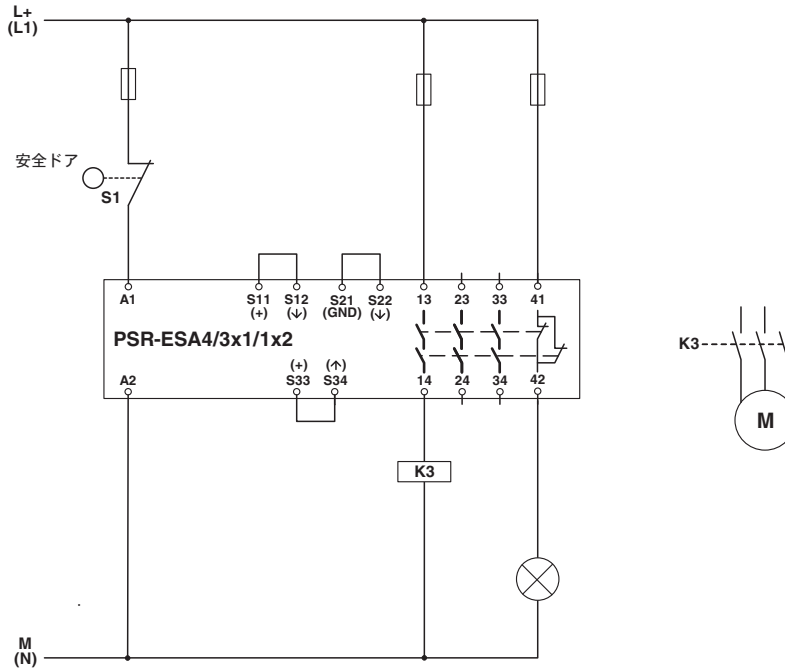 L+
(L1)
安全ドア
S1
A1
S11
(+)
S12
(↓)
S21
(GND)
S22
(↓)
13
23
33
41
PSR-ESA4/3x1/1x2
(+)
S33
(↑)
S34
A2
14
24
34
42
K3
K3
M
M
(N)